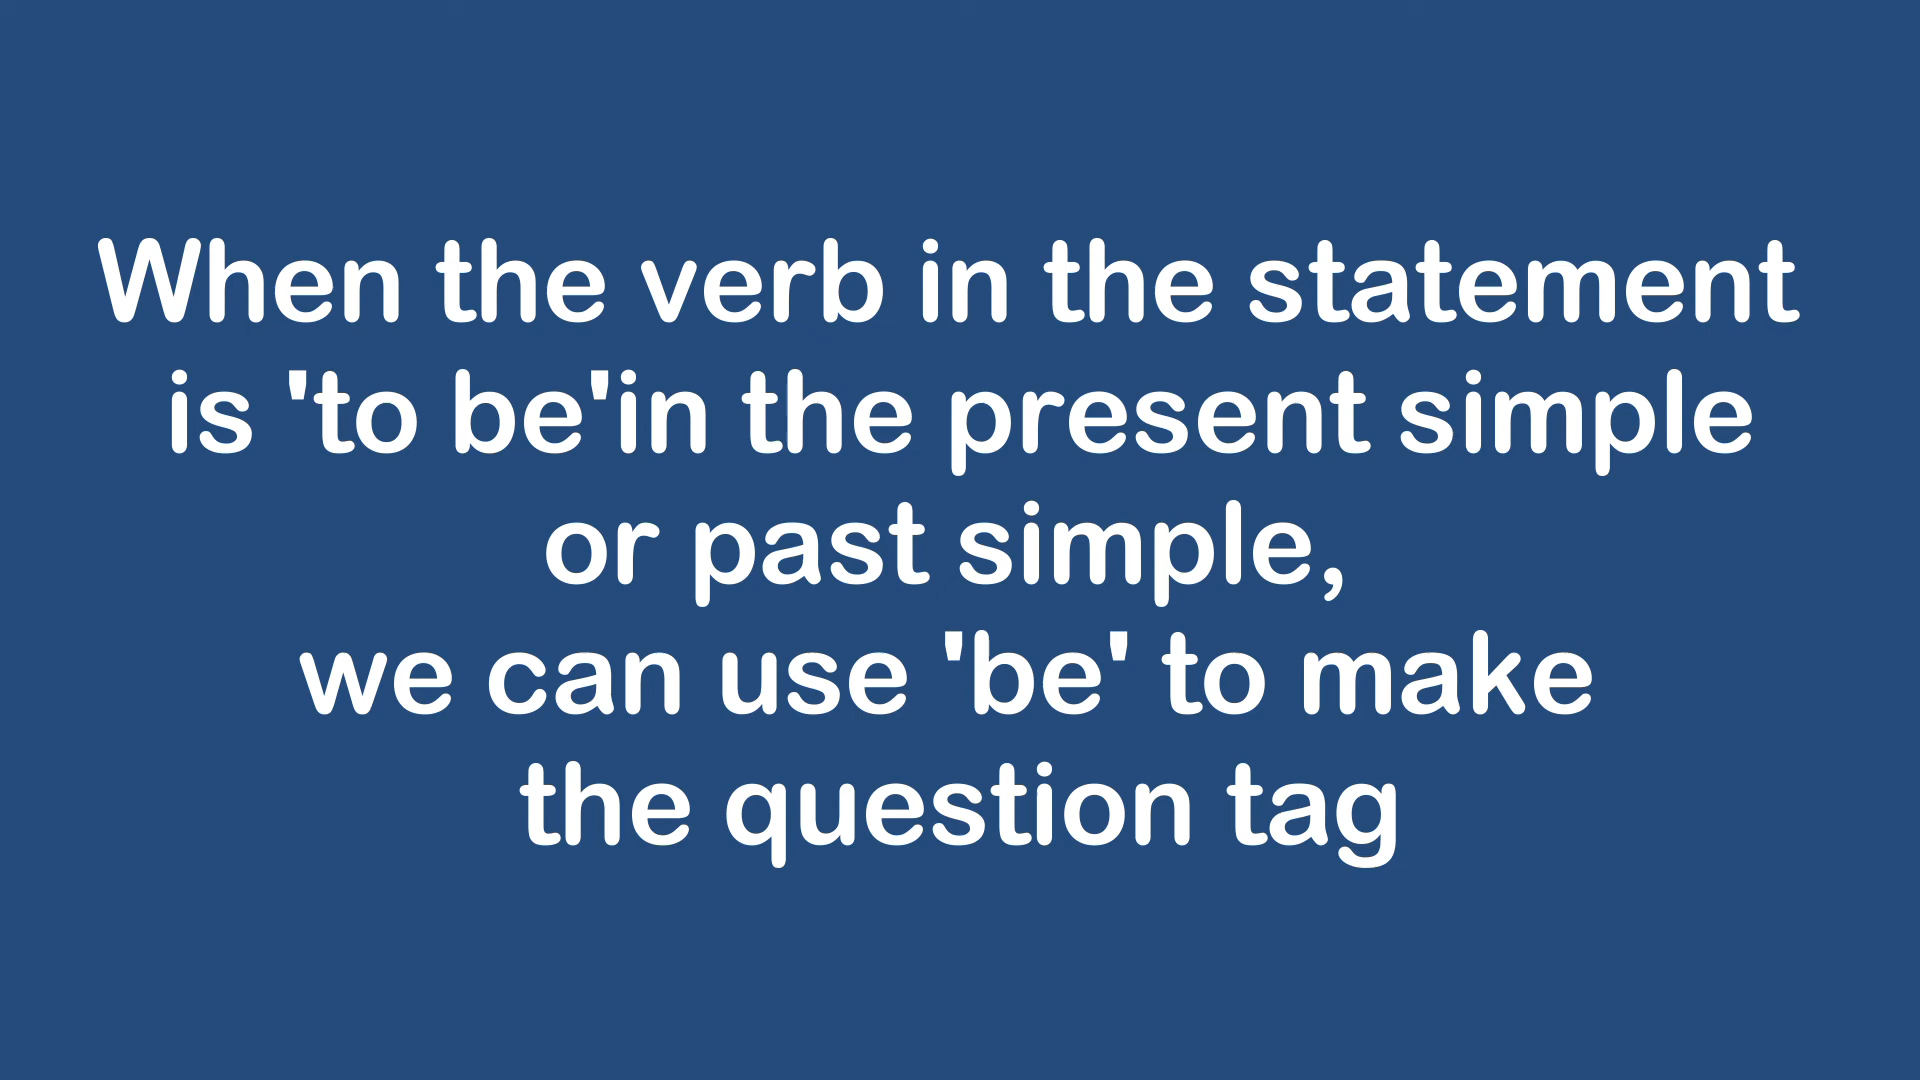 When the verb in the statement
is 'to be'in the present simple
or past simple,
we can use 'be' to make
the question tag